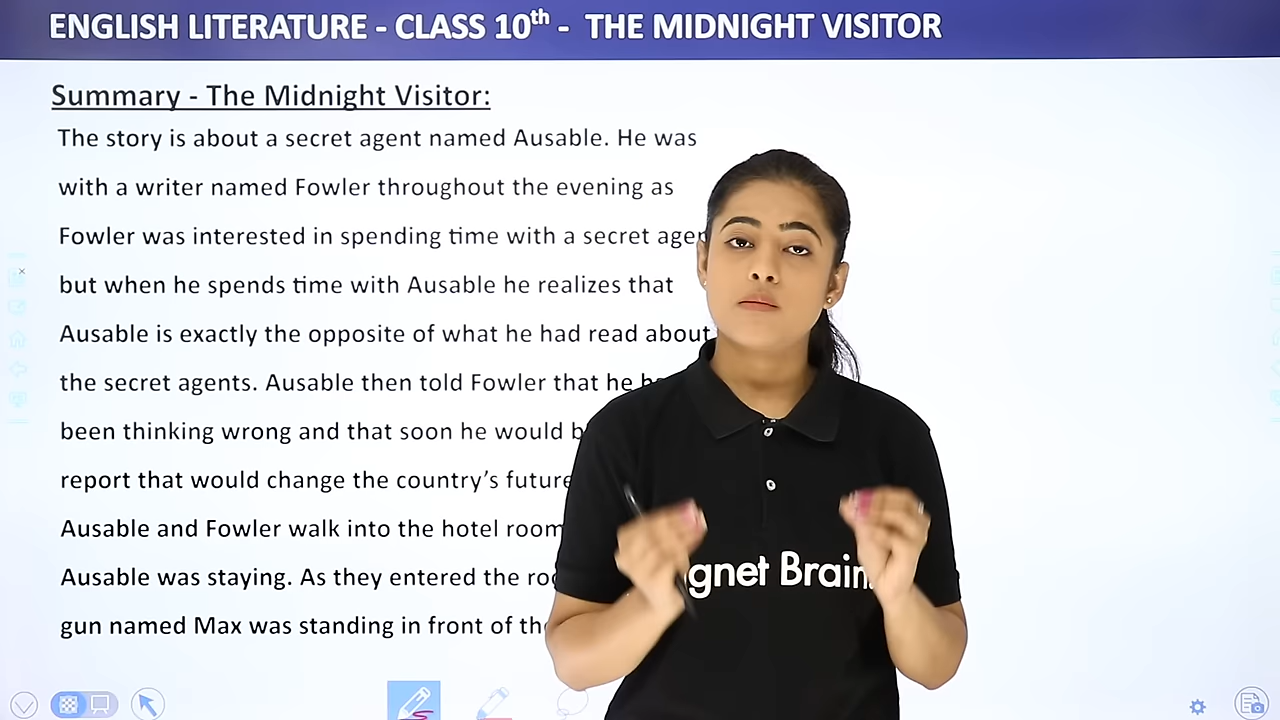 ENGLISH LITERATURE - CLASS 10th - THE MIDNIGHT VISITOR
Summary - The Midnight Visitor:
The story is about a secret agent named Ausable. He was
with a writer named Fowler throughout the evening as
Fowler was interested in spending time with a secret
but when he spends time with Ausable he realizes that
Ausable is exactly the opposite of what he had read about
the secret agents. Ausable then told Fowler that he
been thinking wrong and that soon he would
report that would change the country's future
Ausable and Fowler walk into the hotel room
Ausable was staying. As they entered the
gun named Max was standing in front of
gnet Brain